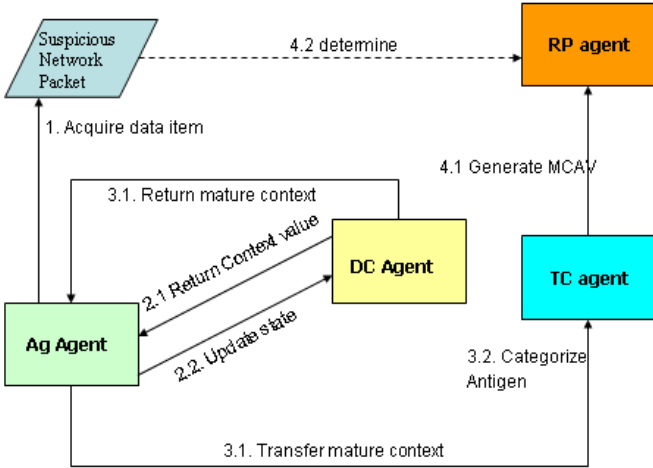 Suspicious
Network
Packet
4.2 determine
RP agent
1. Acquire data item
4.1 Generate MCAV
3.1. Return mature context
2.1 Return Context value
DC Agent
TC agent
2.2. Update state
Ag Agent
3.2. Categorize
Antigen
3.1. Transfer mature context